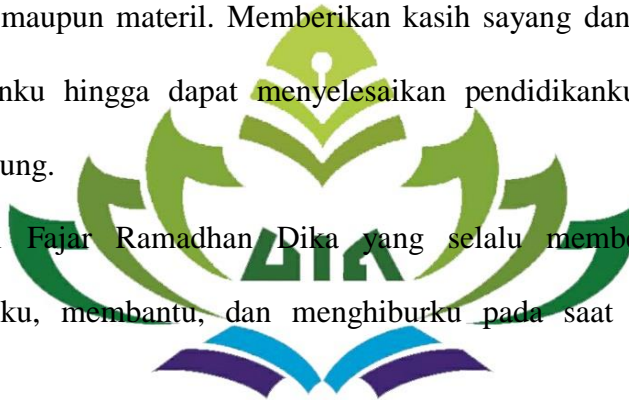 maupun materil. Memberikan kasih sayang dan
nku hingga dapat menyelesaikan pendidikanku
ung.
Fajar Ramadhan Dika yang selalu membe
ku, membantu, dan menghiburku pada saat